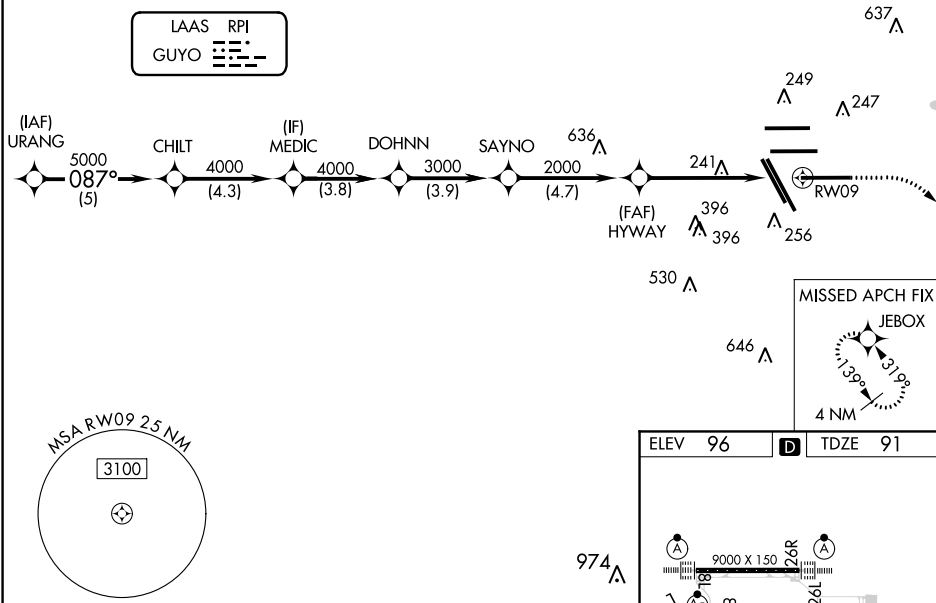 LAAS RPI
GUYO
637
249
247
(IAF)
URANG
5000
087°
(5)
CHILT
4000
(4.3)
(IF)
MEDIC
4000
(3.8)
DOHNN
3000
(3.9)
SAYNO
2000
(4.7)
636
(FAF)
HYWAY
241
RW09
396
396
256
530
646
MISSED APCH FIX
JEBOX
139°
319°
4 NM
MSA RW09 25 NM
3100
ELEV 96
D
TDZE 91
974
A
A
9000 X 150
26R
18
26L